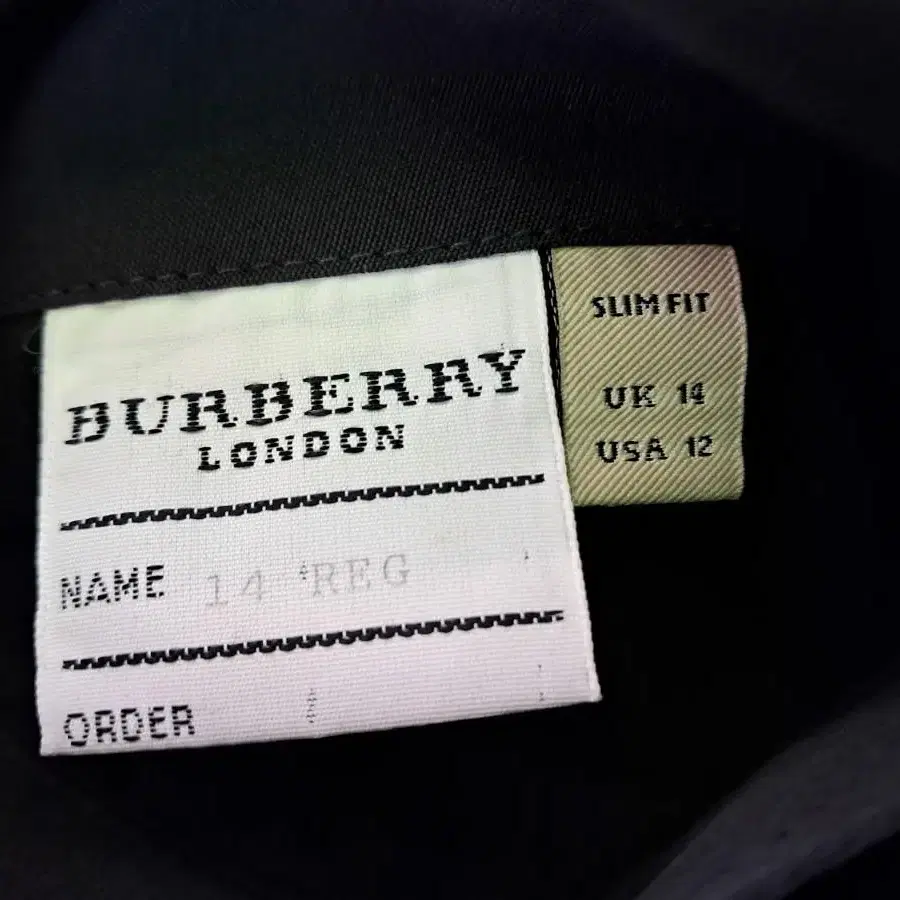 BURBERRY
LONDON
NAME 14 REG
ORDER
SLIM FIT
UK 14
USA 12